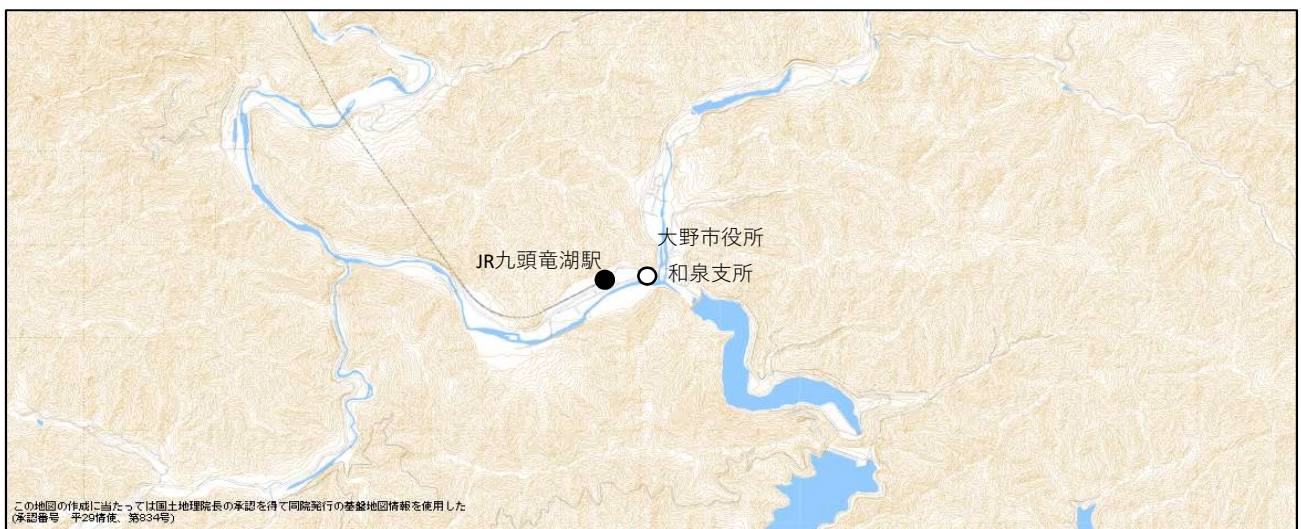 大野市役所
JR九頭竜湖駅
和泉支所
この地図の作成に当たっては国土地理院長の承認を得て同院発行の基盤地図情報を使用した
(承認番号　平29情使、第834号)